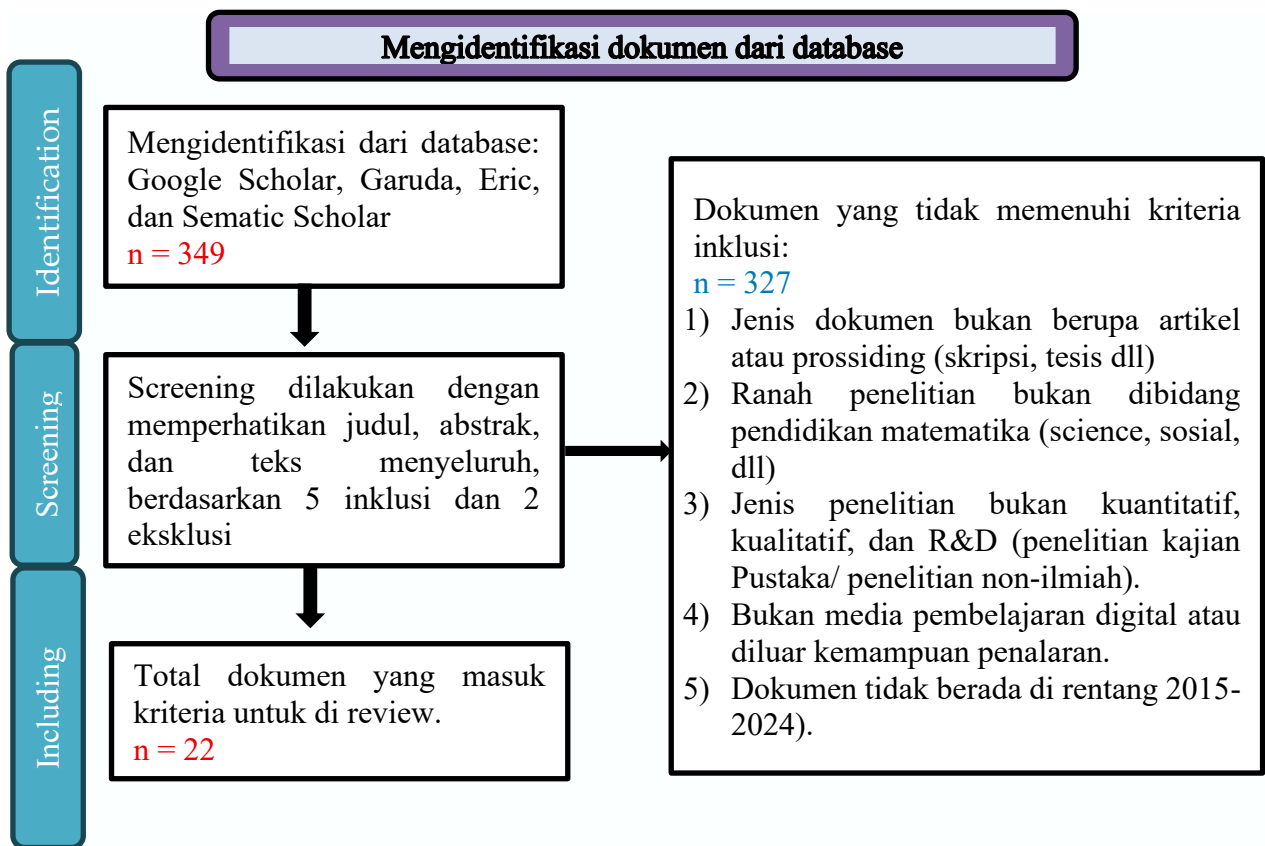 Mengidentifikasi dokumen dari database
Identification
Mengidentifikasi dari database:
Google Scholar, Garuda, Eric,
dan Sematic Scholar
n = 349
Screening
Screening dilakukan dengan
memperhatikan judul, abstrak,
dan teks menyeluruh,
berdasarkan 5 inklusi dan 2
eksklusi
Including
Total dokumen yang masuk
kriteria untuk di review.
n = 22
Dokumen yang tidak memenuhi kriteria
inklusi:
n = 327
1) Jenis dokumen bukan berupa artikel
atau prossiding (skripsi, tesis dll)
2) Ranah penelitian bukan dibidang
pendidikan matematika (science, sosial,
dll)
3) Jenis penelitian bukan kuantitatif,
kualitatif, dan R&D (penelitian kajian
Pustaka/ penelitian non-ilmiah).
4) Bukan media pembelajaran digital atau
diluar kemampuan penalaran.
5) Dokumen tidak berada di rentang 2015-
2024).